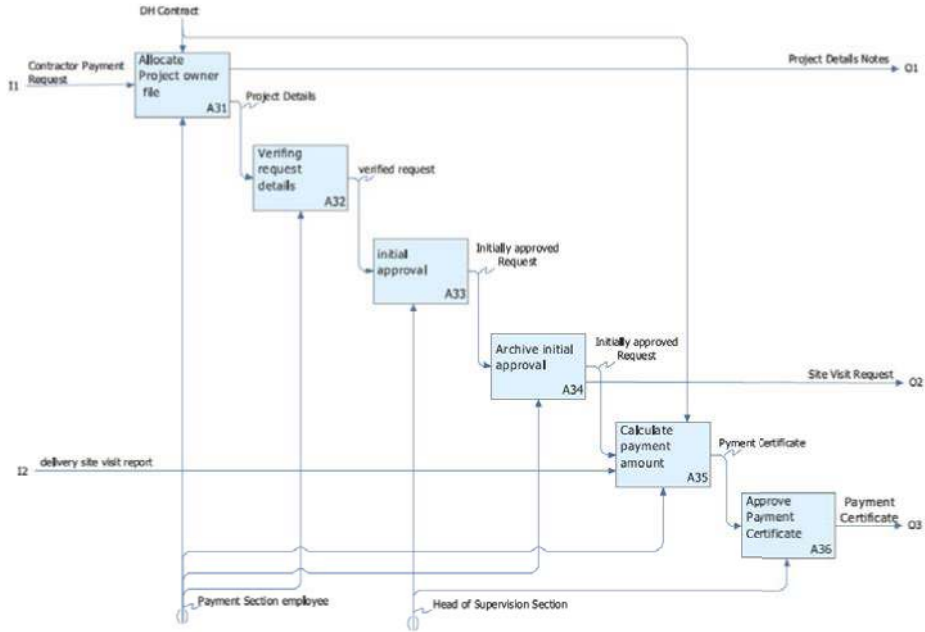 DH Contract
Allocate
Project owner
file
A31
Contractor Payment
Request
I1
Project Details Notes
O1
Project Details
Verifing
request
details
A32
verified request
initial
approval
A33
Initially approved
Request
Archive initial
approval
A34
Initially approved
Request
Site Visit Request
O2
Calculate
payment
amount
A35
Pyment Certificate
I2
delivery site visit report
Approve
Payment
Certificate
A36
Payment
Certificate
O3
Payment Section employee
Head of Supervision Section